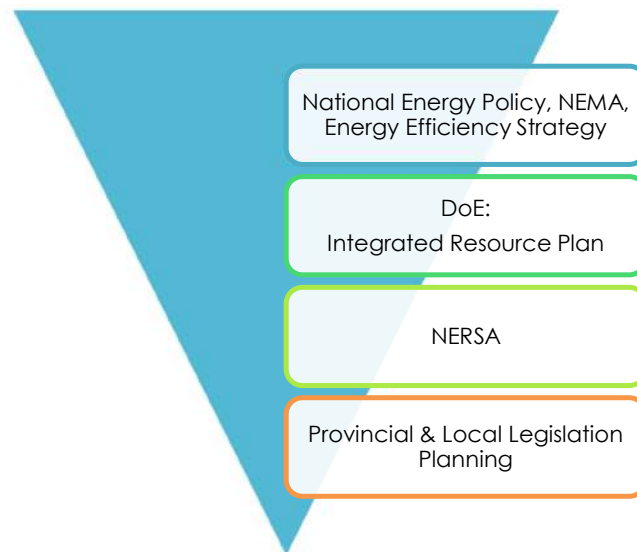 National Energy Policy, NEMA,
Energy Efficiency Strategy
DoE:
Integrated Resource Plan
NERSA
Provincial & Local Legislation
Planning